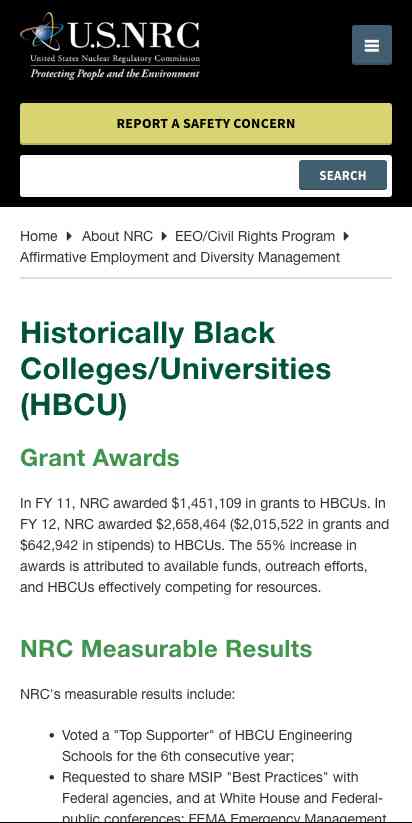 U.S.NRC
United States Nuclear Regulatory Commission
Protecting People and the Environment
REPORT A SAFETY CONCERN
SEARCH
Home About NRC EEO/Civil Rights Program
Affirmative Employment and Diversity Management
Historically Black
Colleges/Universities
(HBCU)
Grant Awards
In FY 11, NRC awarded $1,451,109 in grants to HBCUs. In
FY 12, NRC awarded $2,658,464 ($2,015,522 in grants and
$642,942 in stipends) to HBCUs. The 55% increase in
awards is attributed to available funds, outreach efforts,
and HBCUs effectively competing for resources.
NRC Measurable Results
NRC's measurable results include:
• Voted a "Top Supporter" of HBCU Engineering
Schools for the 6th consecutive year;
• Requested to share MSIP "Best Practices" with
Federal agencies, and at White House and Federal-
public conferences; FEMA Emergency Management